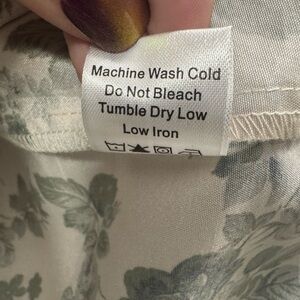 Machine Wash Cold
Do Not Bleach
Tumble Dry Low
Low Iron